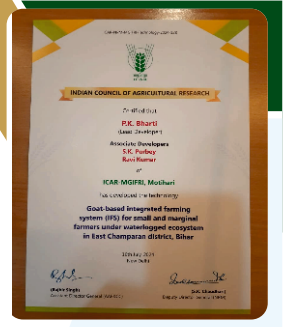 INDIAN COUNCIL OF AGRICULTURAL RESEARCH
Certified that
P.K. Bharti
(Lead Developer)
Associate Developers
S.K. Purbey
Ravi Kumar
of
ICAR-MGIFRI, Motihari
has developed the technology
Goat-based integrated farming
system (IFS) for small and marginal
farmers under waterlogged ecosystem
in East Champaran district, Bihar
New Delhi